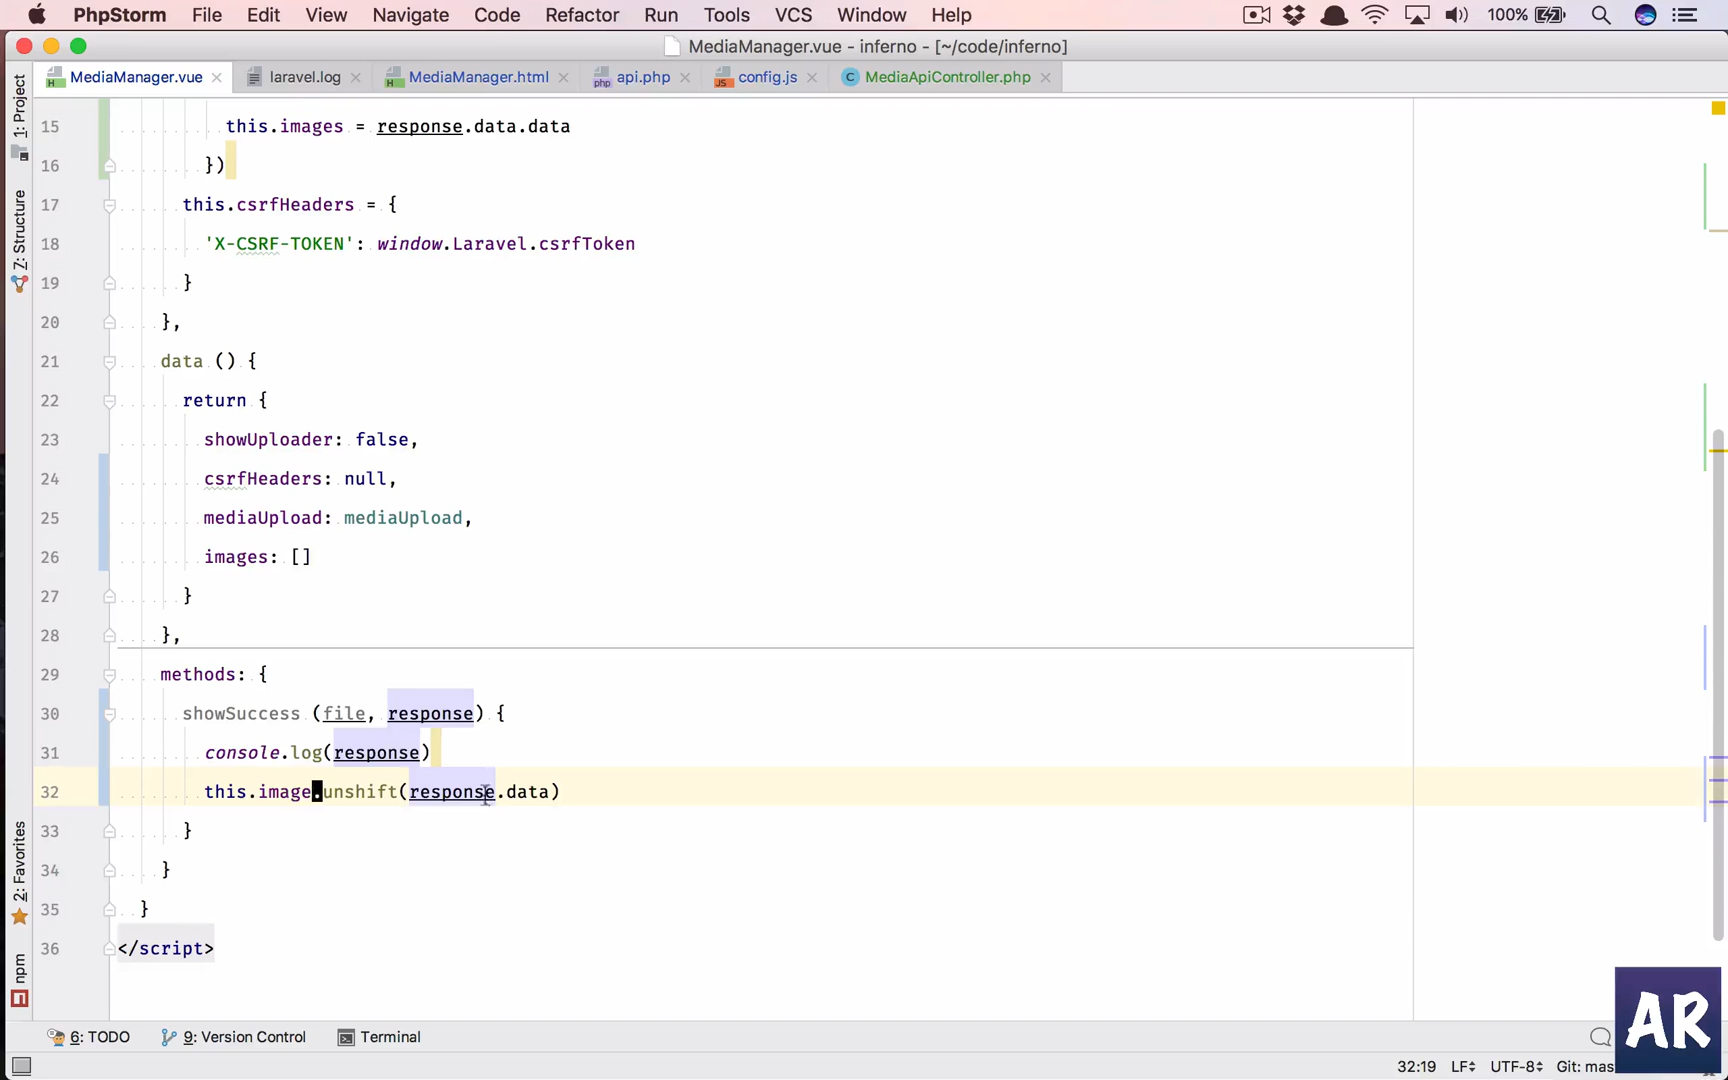 PhpStorm File Edit View Navigate Code Refactor Run Tools VCS Window Help 100%
MediaManager.vue - inferno - [~/code/inferno]
MediaManager.vue laravel.log MediaManager.html api.php config.js MediaApiController.php
1: Project
7: Structure
2: Favorites
npm
15 this.images = response.data.data
16 })
17 this.csrfHeaders = {
18 'X-CSRF-TOKEN': window.Laravel.csrfToken
19 }
20 },
21 data () {
22 return {
23 showUploader: false,
24 csrfHeaders: null,
25 mediaUpload: mediaUpload,
26 images: []
27 }
28 },
29 methods: {
30 showSuccess (file, response) {
31 console.log(response)
32 this.image.unshift(response.data)
33 }
34 }
35 }
36 </script>
6: TODO 9: Version Control Terminal
32:19 LF UTF-8 Git: mas
AR